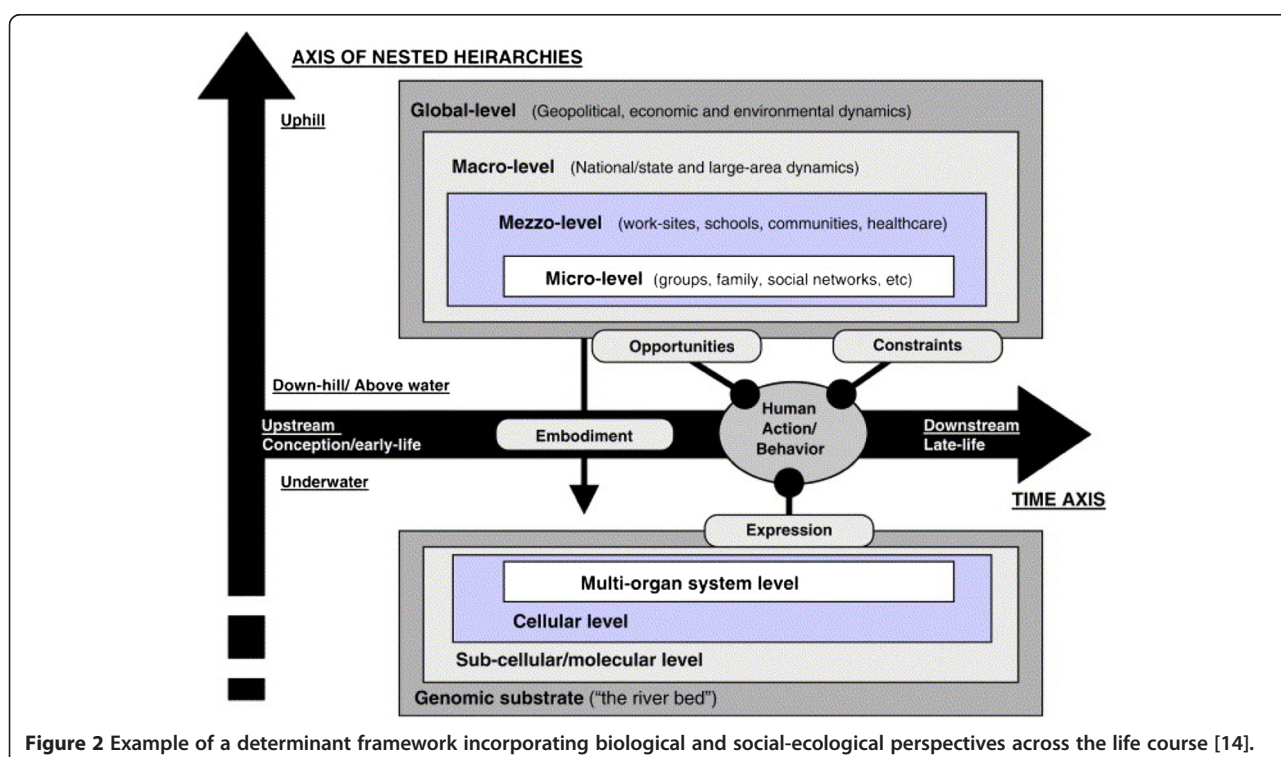 AXIS OF NESTED HEIRARCHIES
Uphill
Global-level (Geopolitical, economic and environmental dynamics)
Macro-level (National/state and large-area dynamics)
Mezzo-level (work-sites, schools, communities, healthcare)
Micro-level (groups, family, social networks, etc)
Opportunities
Constraints
Down-hill/ Above water
Upstream
Conception/early-life
Embodiment
Human
Action/
Behavior
Downstream
Late-life
Underwater
TIME AXIS
Expression
Multi-organ system level
Cellular level
Sub-cellular/molecular level
Genomic substrate ("the river bed")
Figure 2 Example of a determinant framework incorporating biological and social-ecological perspectives across the life course [14].